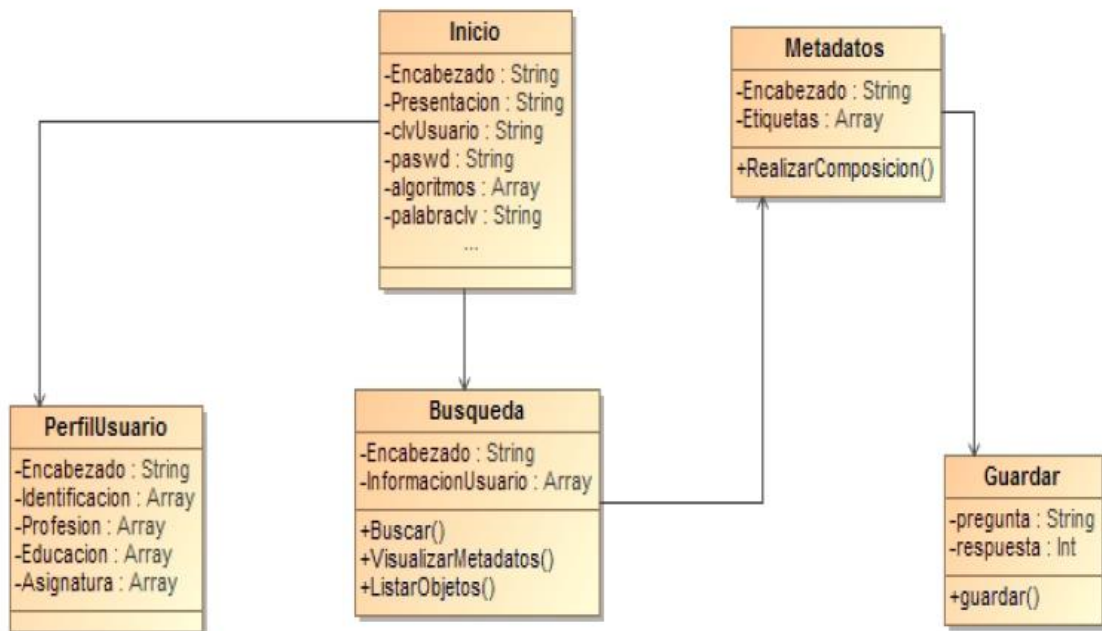 Inicio
-Encabezado : String
-Presentacion : String
-clvUsuario : String
-paswd : String
-algoritmos : Array
-palabraclv : String
...
Metadatos
-Encabezado : String
-Etiquetas : Array
+RealizarComposicion()
PerfilUsuario
-Encabezado : String
-Identificacion : Array
-Profesion : Array
-Educacion : Array
-Asignatura : Array
Busqueda
-Encabezado : String
-InformacionUsuario : Array
+Buscar()
+VisualizarMetadatos()
+ListarObjetos()
Guardar
-pregunta : String
-respuesta : Int
+guardar()